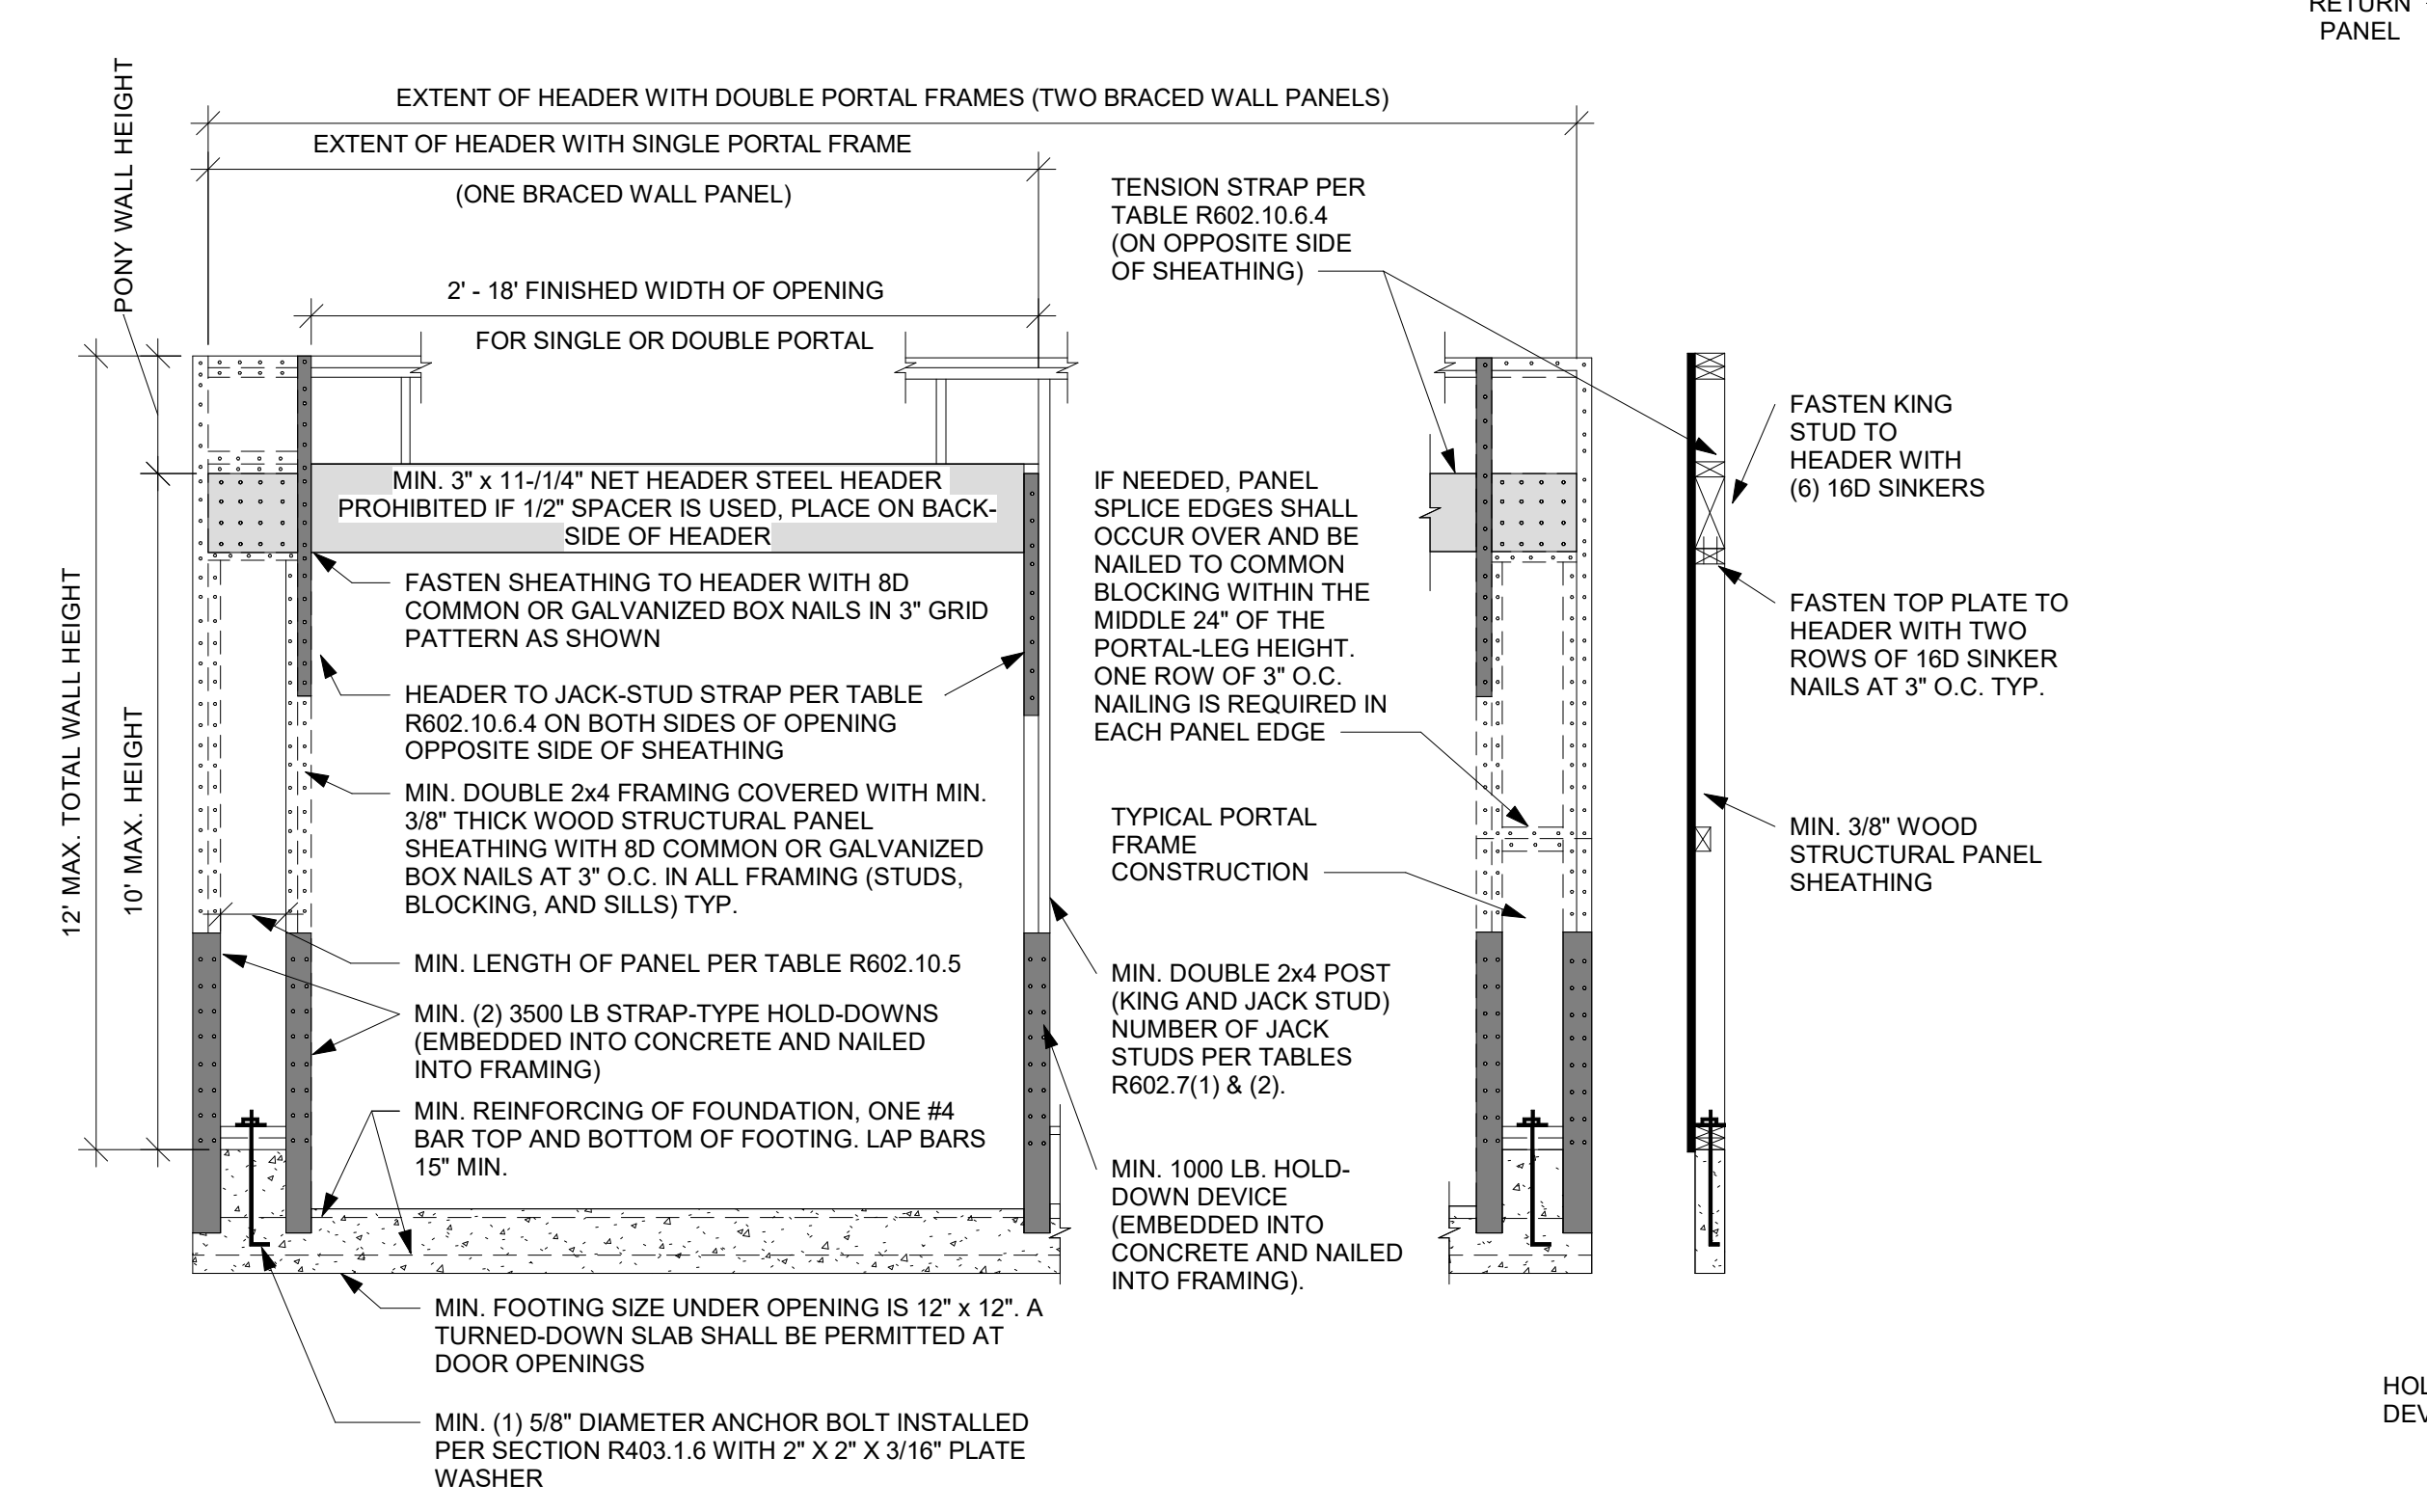 RETURN
PANEL
EXTENT OF HEADER WITH DOUBLE PORTAL FRAMES (TWO BRACED WALL PANELS)
EXTENT OF HEADER WITH SINGLE PORTAL FRAME
(ONE BRACED WALL PANEL)
2' - 18' FINISHED WIDTH OF OPENING
FOR SINGLE OR DOUBLE PORTAL
PONY WALL HEIGHT
12' MAX. TOTAL WALL HEIGHT
10' MAX. HEIGHT
MIN. 3" x 11-/1/4" NET HEADER STEEL HEADER
PROHIBITED IF 1/2" SPACER IS USED, PLACE ON BACK-
SIDE OF HEADER
FASTEN SHEATHING TO HEADER WITH 8D
COMMON OR GALVANIZED BOX NAILS IN 3" GRID
PATTERN AS SHOWN
HEADER TO JACK-STUD STRAP PER TABLE
R602.10.6.4 ON BOTH SIDES OF OPENING
OPPOSITE SIDE OF SHEATHING
MIN. DOUBLE 2x4 FRAMING COVERED WITH MIN.
3/8" THICK WOOD STRUCTURAL PANEL
SHEATHING WITH 8D COMMON OR GALVANIZED
BOX NAILS AT 3" O.C. IN ALL FRAMING (STUDS,
BLOCKING, AND SILLS) TYP.
MIN. LENGTH OF PANEL PER TABLE R602.10.5
MIN. (2) 3500 LB STRAP-TYPE HOLD-DOWNS
(EMBEDDED INTO CONCRETE AND NAILED
INTO FRAMING)
MIN. REINFORCING OF FOUNDATION, ONE #4
BAR TOP AND BOTTOM OF FOOTING. LAP BARS
15" MIN.
MIN. FOOTING SIZE UNDER OPENING IS 12" x 12". A
TURNED-DOWN SLAB SHALL BE PERMITTED AT
DOOR OPENINGS
MIN. (1) 5/8" DIAMETER ANCHOR BOLT INSTALLED
PER SECTION R403.1.6 WITH 2" X 2" X 3/16" PLATE
WASHER
TENSION STRAP PER
TABLE R602.10.6.4
(ON OPPOSITE SIDE
OF SHEATHING)
IF NEEDED, PANEL
SPLICE EDGES SHALL
OCCUR OVER AND BE
NAILED TO COMMON
BLOCKING WITHIN THE
MIDDLE 24" OF THE
PORTAL-LEG HEIGHT.
ONE ROW OF 3" O.C.
NAILING IS REQUIRED IN
EACH PANEL EDGE
TYPICAL PORTAL
FRAME
CONSTRUCTION
MIN. DOUBLE 2x4 POST
(KING AND JACK STUD)
NUMBER OF JACK
STUDS PER TABLES
R602.7(1) & (2).
MIN. 1000 LB. HOLD-
DOWN DEVICE
(EMBEDDED INTO
CONCRETE AND NAILED
INTO FRAMING).
FASTEN KING
STUD TO
HEADER WITH
(6) 16D SINKERS
FASTEN TOP PLATE TO
HEADER WITH TWO
ROWS OF 16D SINKER
NAILS AT 3" O.C. TYP.
MIN. 3/8" WOOD
STRUCTURAL PANEL
SHEATHING